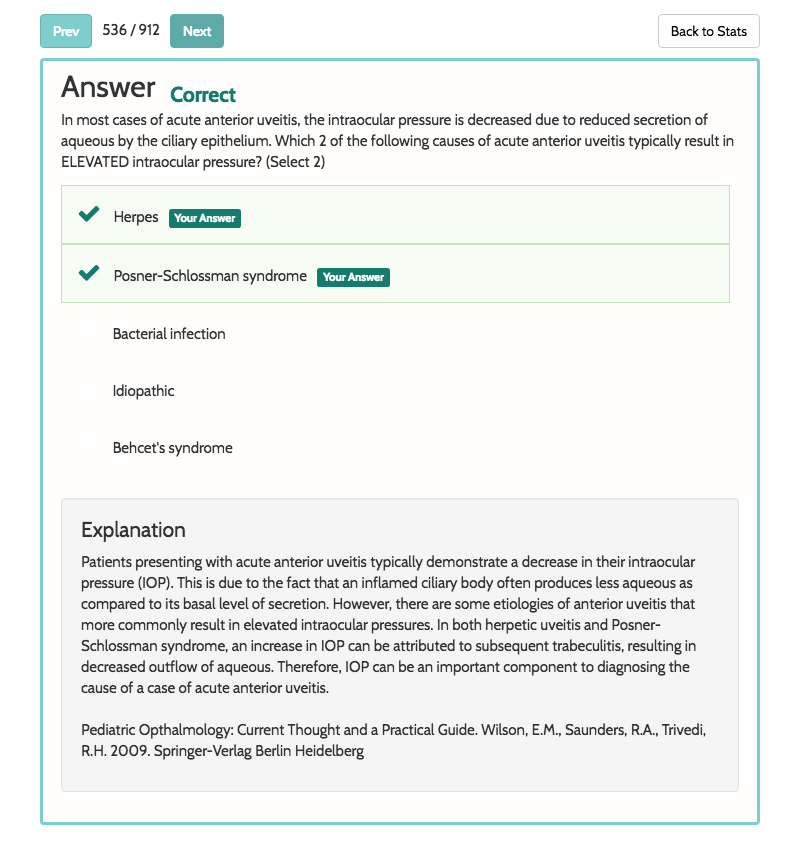 Prev 536 / 912 Next Back to Stats
Answer Correct
In most cases of acute anterior uveitis, the intraocular pressure is decreased due to reduced secretion of
aqueous by the ciliary epithelium. Which 2 of the following causes of acute anterior uveitis typically result in
ELEVATED intraocular pressure? (Select 2)
Herpes Your Answer
Posner-Schlossman syndrome Your Answer
Bacterial infection
Idiopathic
Behcet's syndrome
Explanation
Patients presenting with acute anterior uveitis typically demonstrate a decrease in their intraocular
pressure (IOP). This is due to the fact that an inflamed ciliary body often produces less aqueous as
compared to its basal level of secretion. However, there are some etiologies of anterior uveitis that
more commonly result in elevated intraocular pressures. In both herpetic uveitis and Posner-
Schlossman syndrome, an increase in IOP can be attributed to subsequent trabeculitis, resulting in
decreased outflow of aqueous. Therefore, IOP can be an important component to diagnosing the
cause of a case of acute anterior uveitis.
Pediatric Opthalmology: Current Thought and a Practical Guide. Wilson, E.M., Saunders, R.A., Trivedi,
R.H. 2009. Springer-Verlag Berlin Heidelberg